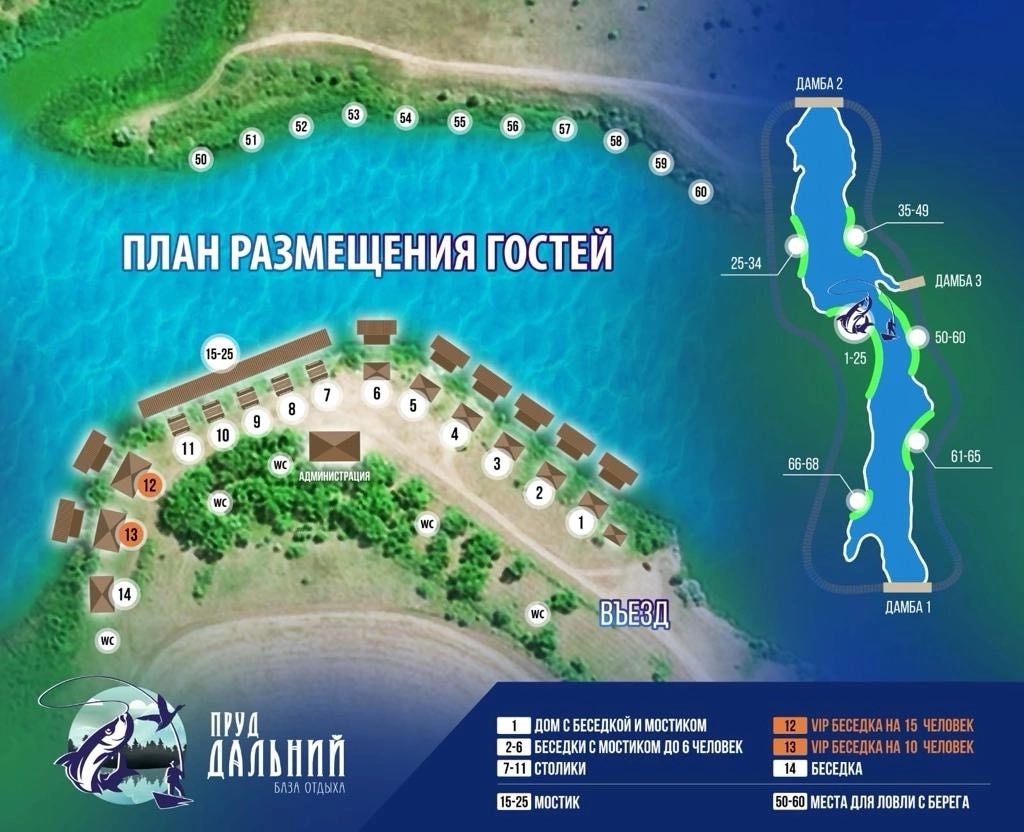 ДАМБА 2
53
52
54
55
56
57
51
58
50
59
60
35-49
ПЛАН РАЗМЕЩЕНИЯ ГОСТЕЙ
25-34
ДАМБА 3
50-60
1-25
15-25
6
7
5
8
9
10
11
4
WC
АДМИНИСТРАЦИЯ
3
12
2
WC
WC
1
13
61-65
66-68
14
WC
ВЪЕЗД
WC
ДАМБА 1
ПРУД
ДАЛЬНИЙ
БАЗА ОТДЫХА
1 ДОМ С БЕСЕДКОЙ И МОСТИКОМ
2-6 БЕСЕДКИ С МОСТИКОМ ДО 6 ЧЕЛОВЕК
7-11 СТОЛИКИ
15-25 МОСТИК
12 VIP БЕСЕДКА НА 15 ЧЕЛОВЕК
13 VIP БЕСЕДКА НА 10 ЧЕЛОВЕК
14 БЕСЕДКА
50-60 МЕСТА ДЛЯ ЛОВЛИ С БЕРЕГА